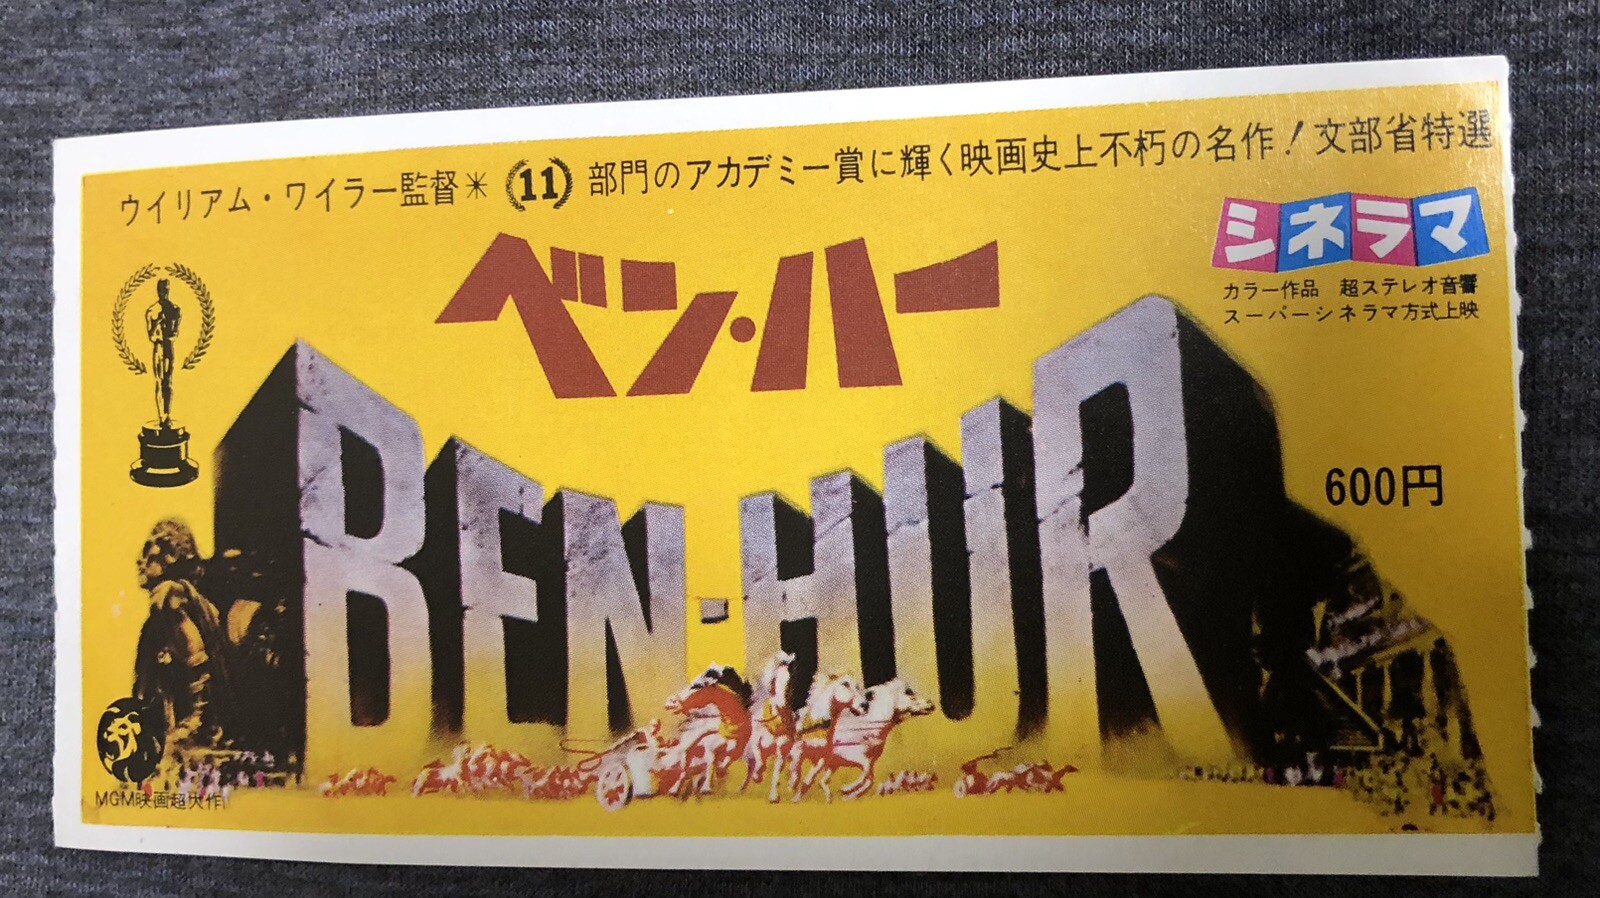 ウイリアム・ワイラー監督＊ 11 部門のアカデミー賞に輝く映画史上不朽の名作！文部省特選
シネラマ
カラー作品　超ステレオ音響
スーパーシネラマ方式上映
ベン・ハー
BEN-HUR
600円
MGM映画超大作